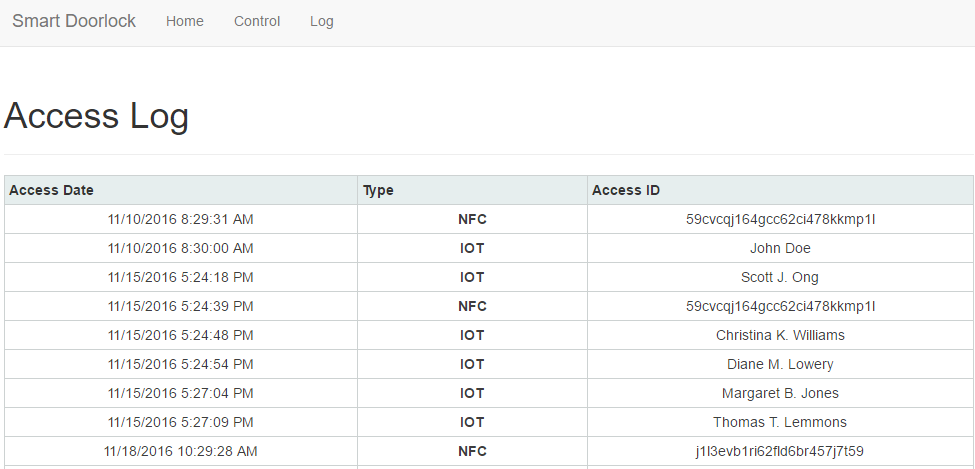 Smart Doorlock Home Control Log
Access Log
Access Date Type Access ID
11/10/2016 8:29:31 AM NFC 59cvcqj164gcc62ci478kkmp1l
11/10/2016 8:30:00 AM IOT John Doe
11/15/2016 5:24:18 PM IOT Scott J. Ong
11/15/2016 5:24:39 PM NFC 59cvcqj164gcc62ci478kkmp1l
11/15/2016 5:24:48 PM IOT Christina K. Williams
11/15/2016 5:24:54 PM IOT Diane M. Lowery
11/15/2016 5:27:04 PM IOT Margaret B. Jones
11/15/2016 5:27:09 PM IOT Thomas T. Lemmons
11/18/2016 10:29:28 AM NFC j1l3evb1ri62fld6br457j7t59